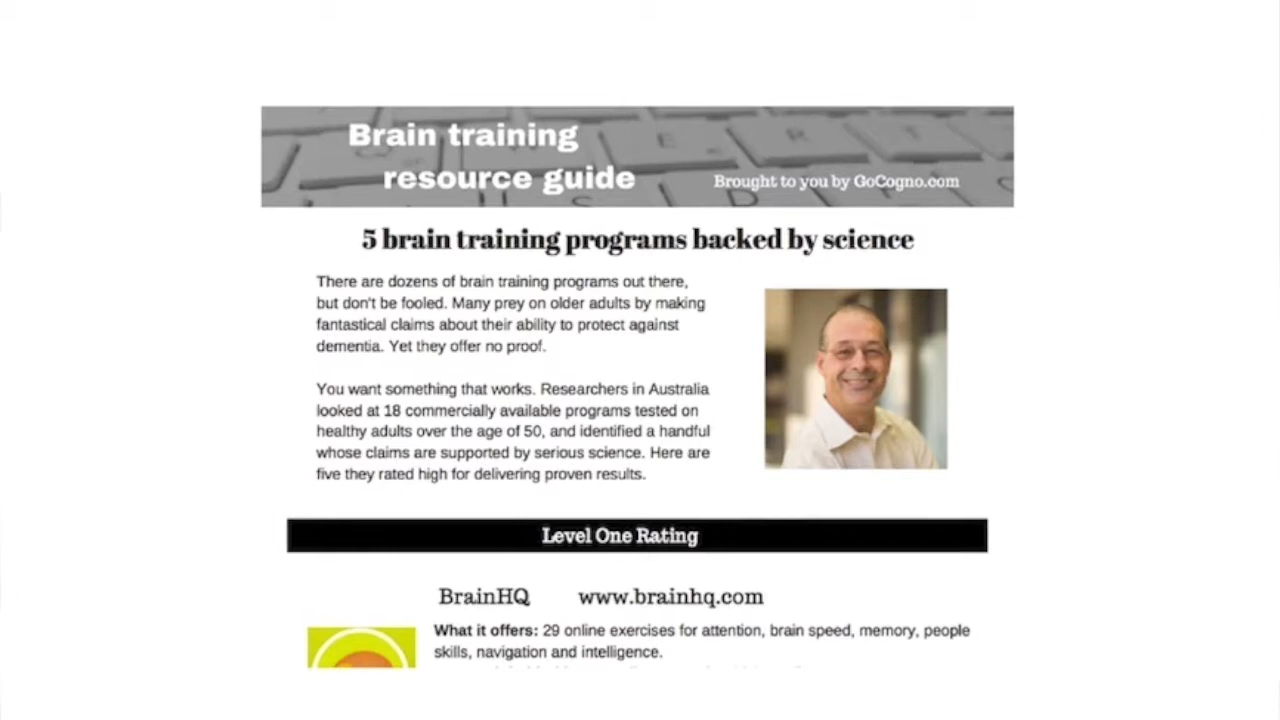 Brain training
resource guide
Brought to you by GoCogno.com
5 brain training programs backed by science
There are dozens of brain training programs out there,
but don't be fooled. Many prey on older adults by making
fantastical claims about their ability to protect against
dementia. Yet they offer no proof.
You want something that works. Researchers in Australia
looked at 18 commercially available programs tested on
healthy adults over the age of 50, and identified a handful
whose claims are supported by serious science. Here are
five they rated high for delivering proven results.
Level One Rating
BrainHQ www.brainhq.com
What it offers: 29 online exercises for attention, brain speed, memory, people
skills, navigation and intelligence.